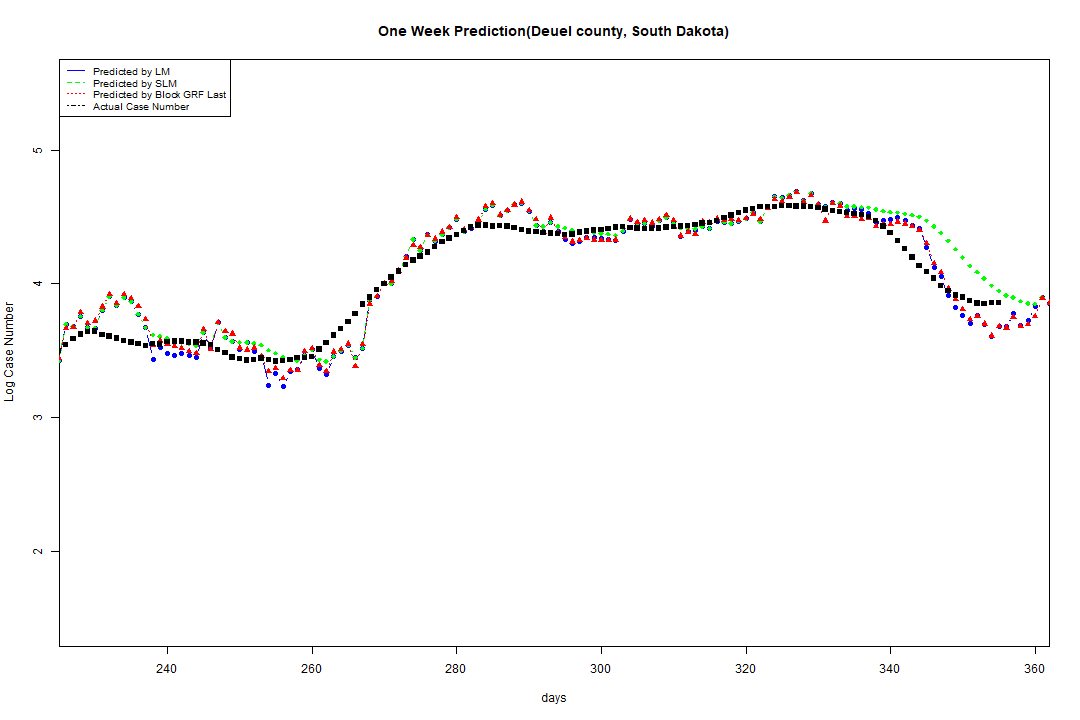 One Week Prediction(Deuel county, South Dakota)
Predicted by LM
Predicted by SLM
Predicted by Block GRF Last
Actual Case Number
5
4
3
2
Log Case Number
240 260 280 300 320 340 360
days